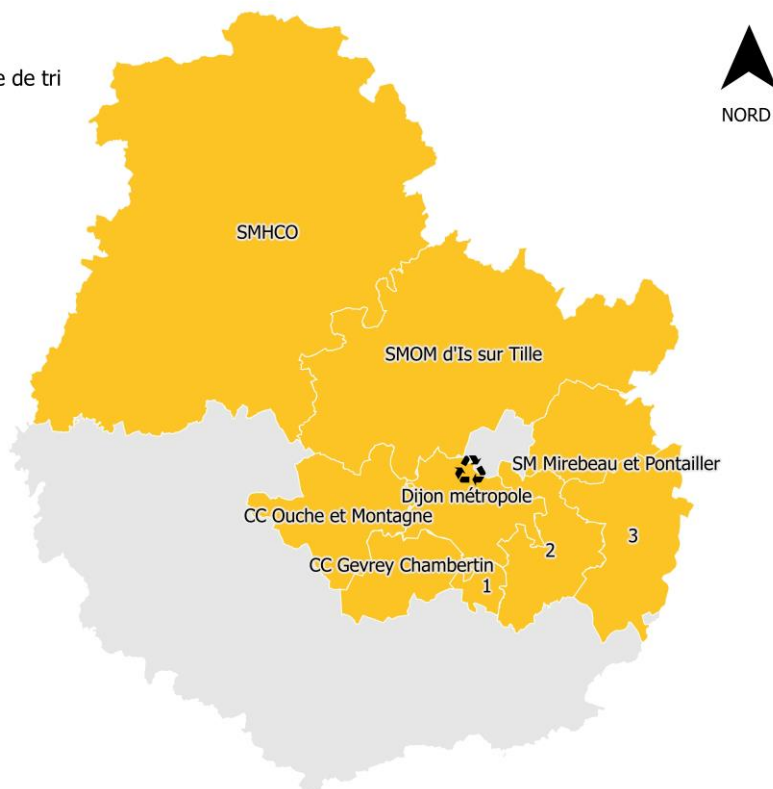 e de tri
NORD
SMHCO
SMOM d'Is sur Tille
SM Mirebeau et Pontailler
Dijon métropole
CC Ouche et Montagne
2
3
CC Gevrey Chambertin
1